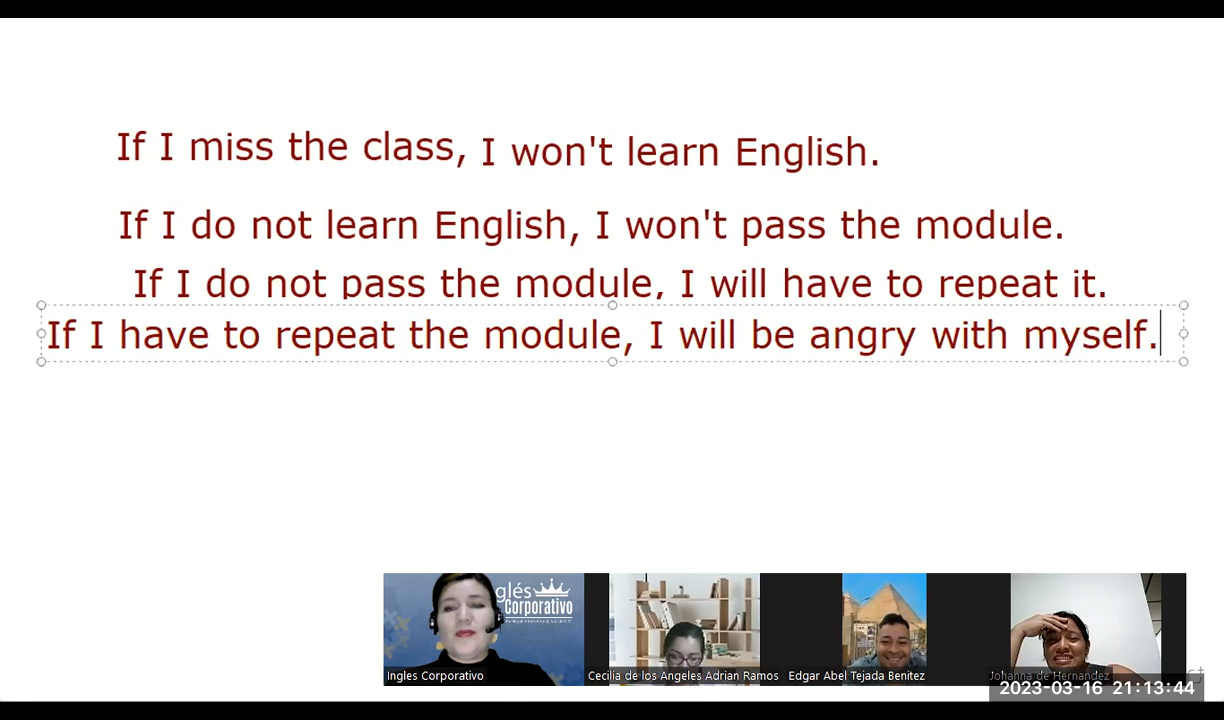 If I miss the class, I won't learn English.
If I do not learn English, I won't pass the module.
If I do not pass the module, I will have to repeat it.
If I have to repeat the module, I will be angry with myself.
glés
Corporativo
Ingles Corporativo
Cecilia de los Angeles Adrian Ramos
Edgar Abel Tejada Benitez
Johanna de Hernandez
2023-03-16 21:13:44